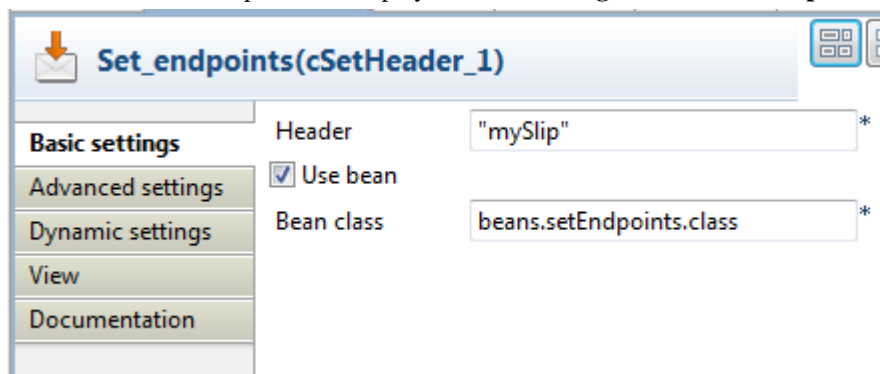 Set_endpoints(cSetHeader_1)
Basic settings
Advanced settings
Dynamic settings
View
Documentation
Header "mySlip" *
Use bean
Bean class beans.setEndpoints.class *